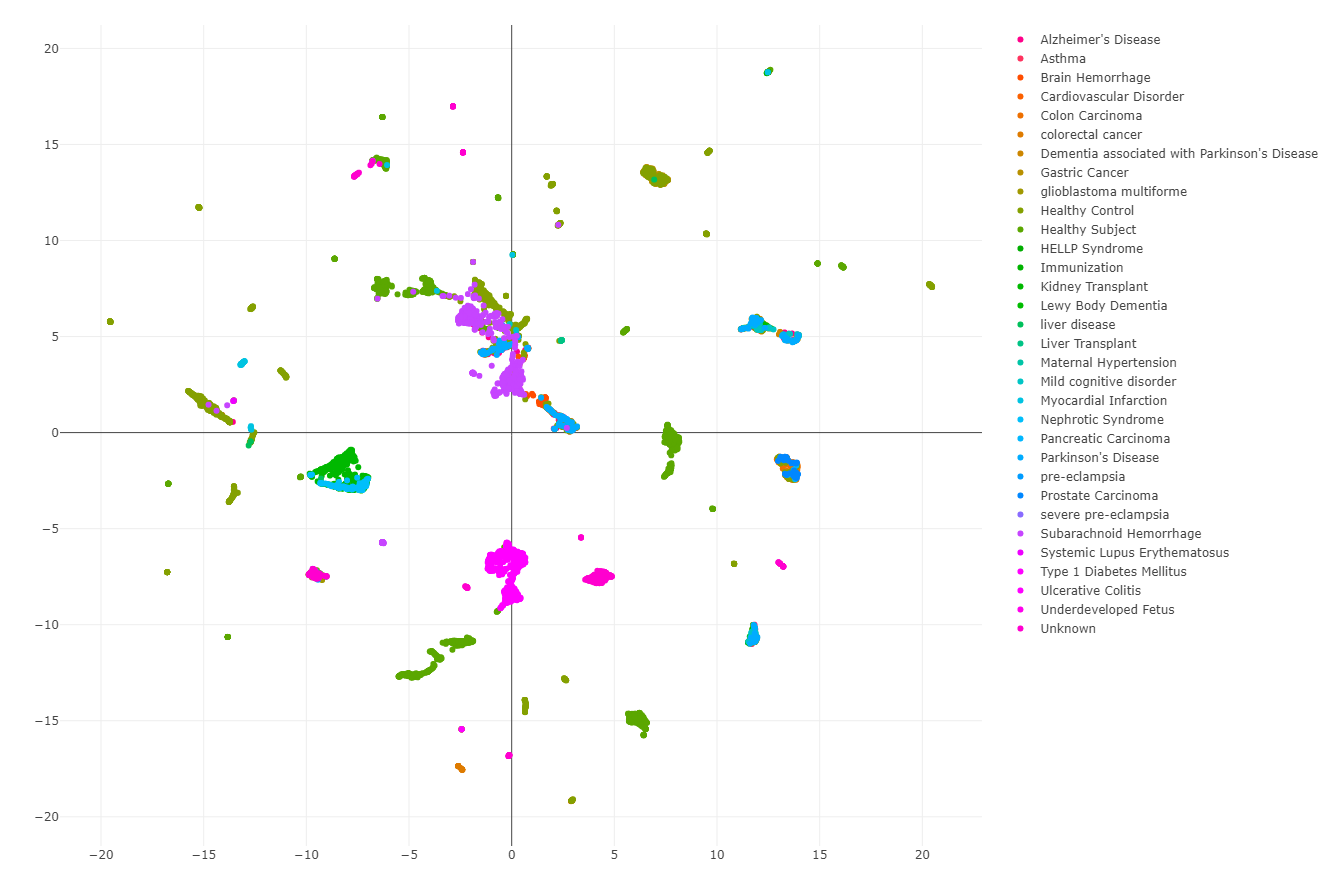 20
15
10
5
0
−5
−10
−15
−20
−20 −15 −10 −5 0 5 10 15 20
Alzheimer's Disease
Asthma
Brain Hemorrhage
Cardiovascular Disorder
Colon Carcinoma
colorectal cancer
Dementia associated with Parkinson's Disease
Gastric Cancer
glioblastoma multiforme
Healthy Control
Healthy Subject
HELLP Syndrome
Immunization
Kidney Transplant
Lewy Body Dementia
liver disease
Liver Transplant
Maternal Hypertension
Mild cognitive disorder
Myocardial Infarction
Nephrotic Syndrome
Pancreatic Carcinoma
Parkinson's Disease
pre-eclampsia
Prostate Carcinoma
severe pre-eclampsia
Subarachnoid Hemorrhage
Systemic Lupus Erythematosus
Type 1 Diabetes Mellitus
Ulcerative Colitis
Underdeveloped Fetus
Unknown